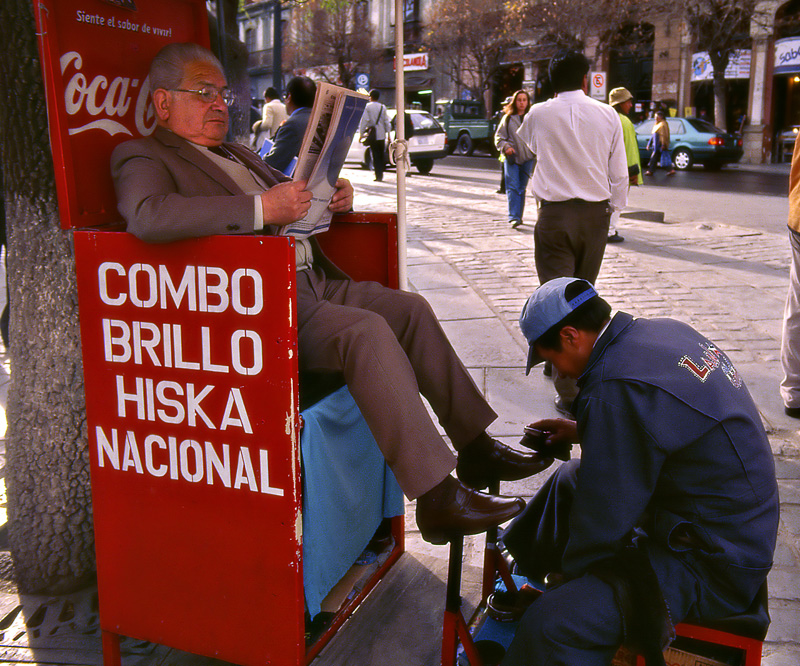 Siente el sabor de vivir!
Coca-
COMBO
BRILLO
HISKA
NACIONAL